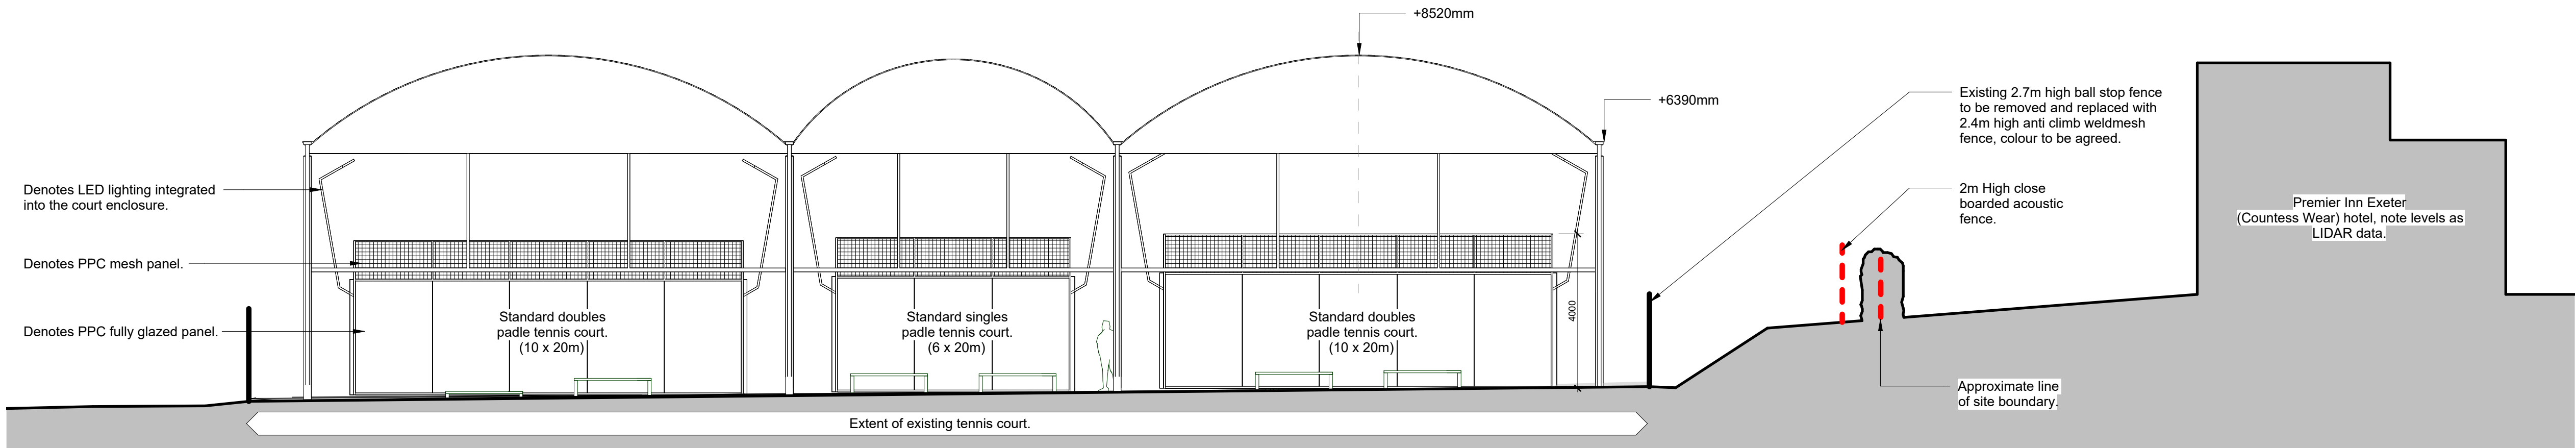 +8520mm
+6390mm
Existing 2.7m high ball stop fence
to be removed and replaced with
2.4m high anti climb weldmesh
fence, colour to be agreed.
Denotes LED lighting integrated
into the court enclosure.
2m High close
boarded acoustic
fence.
Premier Inn Exeter
(Countess Wear) hotel, note levels as
LIDAR data.
Denotes PPC mesh panel.
Denotes PPC fully glazed panel.
Standard doubles
padle tennis court.
(10 x 20m)
Standard singles
padle tennis court.
(6 x 20m)
Standard doubles
padle tennis court.
(10 x 20m)
4000
Approximate line
of site boundary.
Extent of existing tennis court.